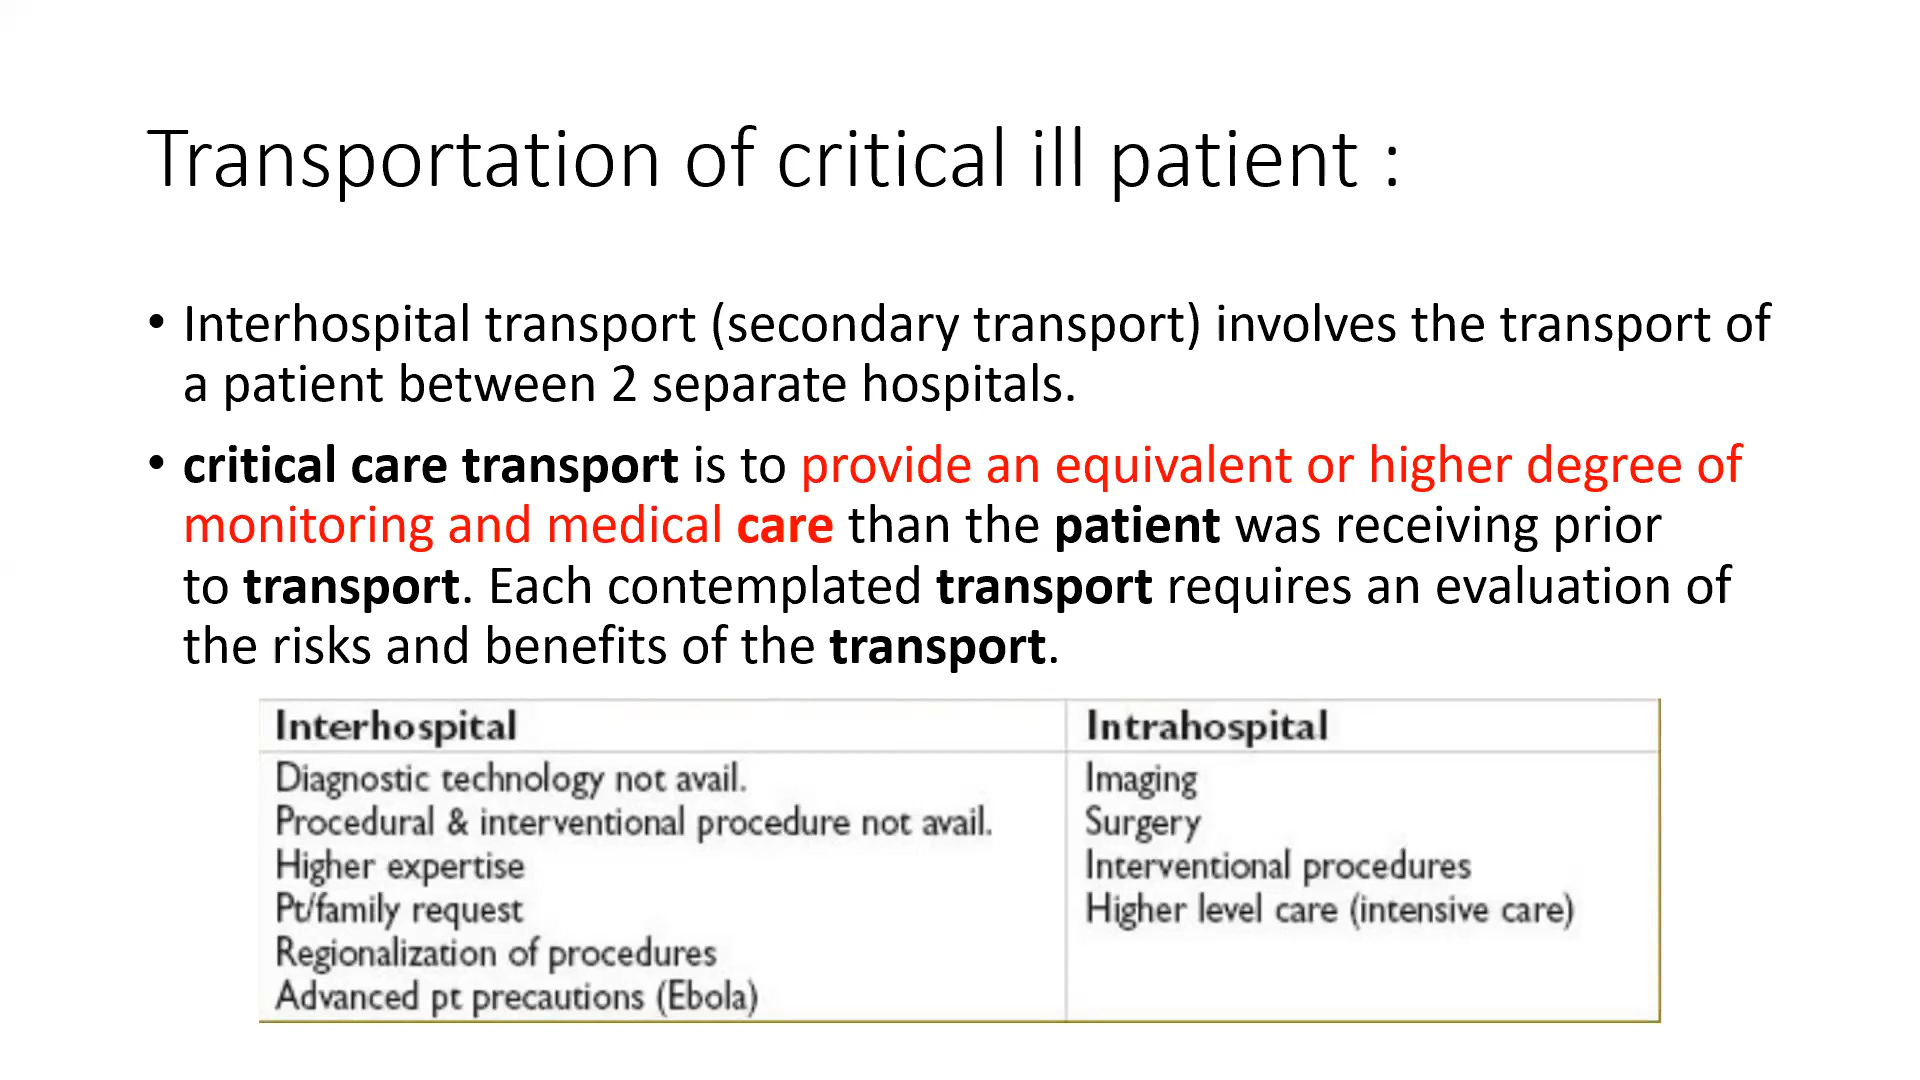 Transportation of critical ill patient :
• Interhospital transport (secondary transport) involves the transport of
a patient between 2 separate hospitals.
• critical care transport is to provide an equivalent or higher degree of
monitoring and medical care than the patient was receiving prior
to transport. Each contemplated transport requires an evaluation of
the risks and benefits of the transport.
Interhospital Intrahospital
Diagnostic technology not avail. Imaging
Procedural & interventional procedure not avail. Surgery
Higher expertise Interventional procedures
Pt/family request Higher level care (intensive care)
Regionalization of procedures
Advanced pt precautions (Ebola)